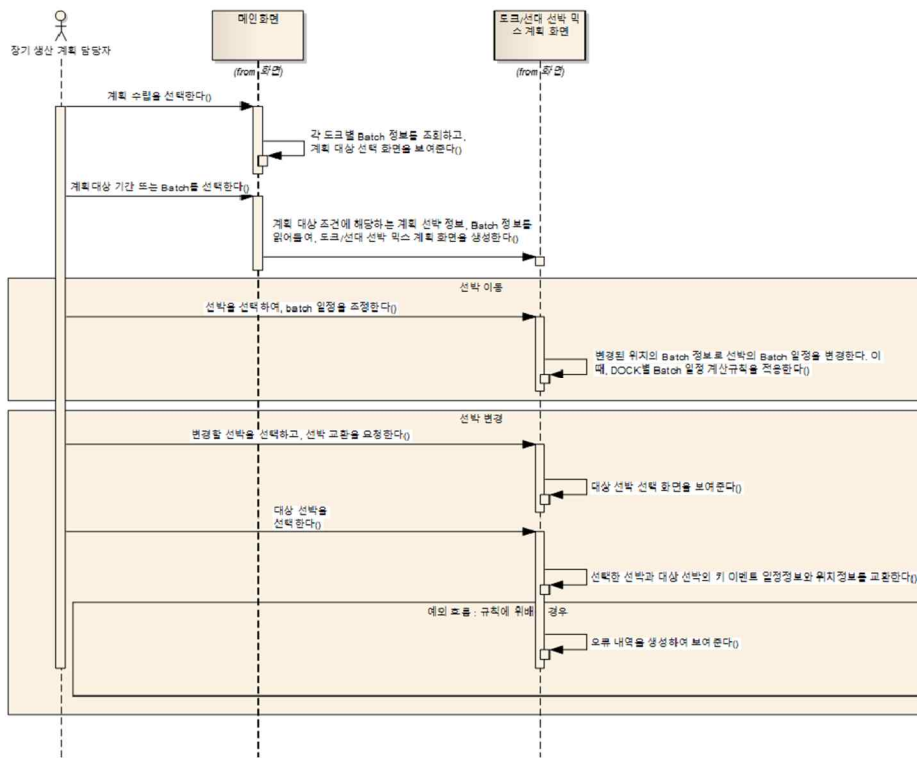 메인화면
도크/선대 선박 믹
스 계획 화면
장기 생산 계획 담당자
(from 화면)
(from 화면)
계획 수립을 선택한다()
각 도크별 Batch 정보를 조회하고,
계획 대상 선택 화면을 보여준다()
계획대상 기간 또는 Batch를 선택한다()
계획 대상 조건에 해당하는 계획 선박 정보, Batch 정보를
읽어들여, 도크/선대 선박 믹스 계획 화면을 생성한다()
선박 이동
선박을 선택하여, batch 일정을 조정한다()
변경된 위치의 Batch 정보로 선박의 Batch 일정을 변경한다. 이
때, DOCK별 Batch 일정 계산규칙을 적용한다()
선박 변경
변경할 선박을 선택하고, 선박 교환을 요청한다()
대상 선박 선택 화면을 보여준다()
대상 선박을
선택한다()
선택한 선박과 대상 선박의 키 이벤트 일정정보와 위치정보를 교환한다()
예외 흐름 : 규칙에 위배 경우
오류 내역을 생성하여 보여준다()